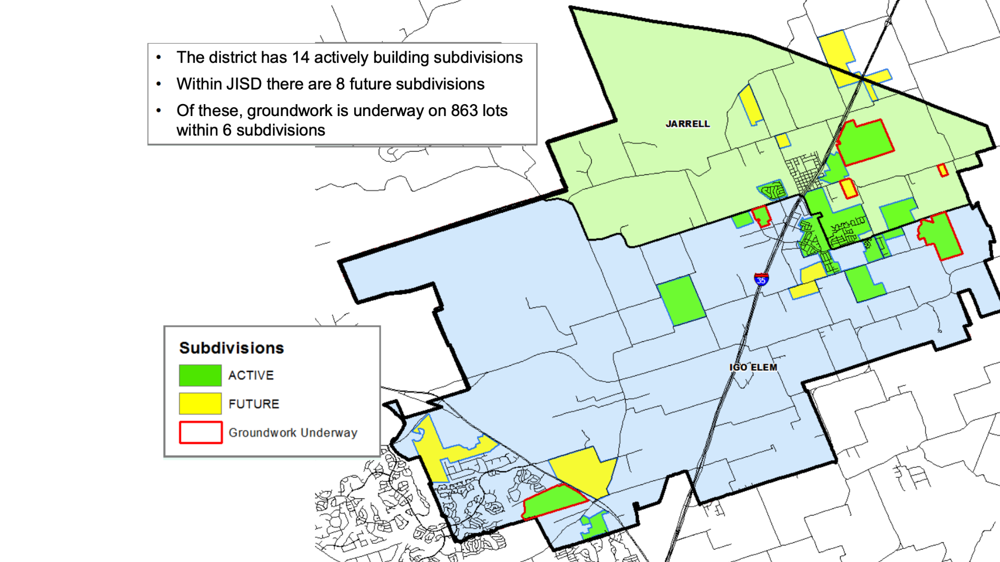 • The district has 14 actively building subdivisions
• Within JISD there are 8 future subdivisions
• Of these, groundwork is underway on 863 lots
within 6 subdivisions
JARRELL
35
IGO ELEM
Subdivisions
ACTIVE
FUTURE
Groundwork Underway